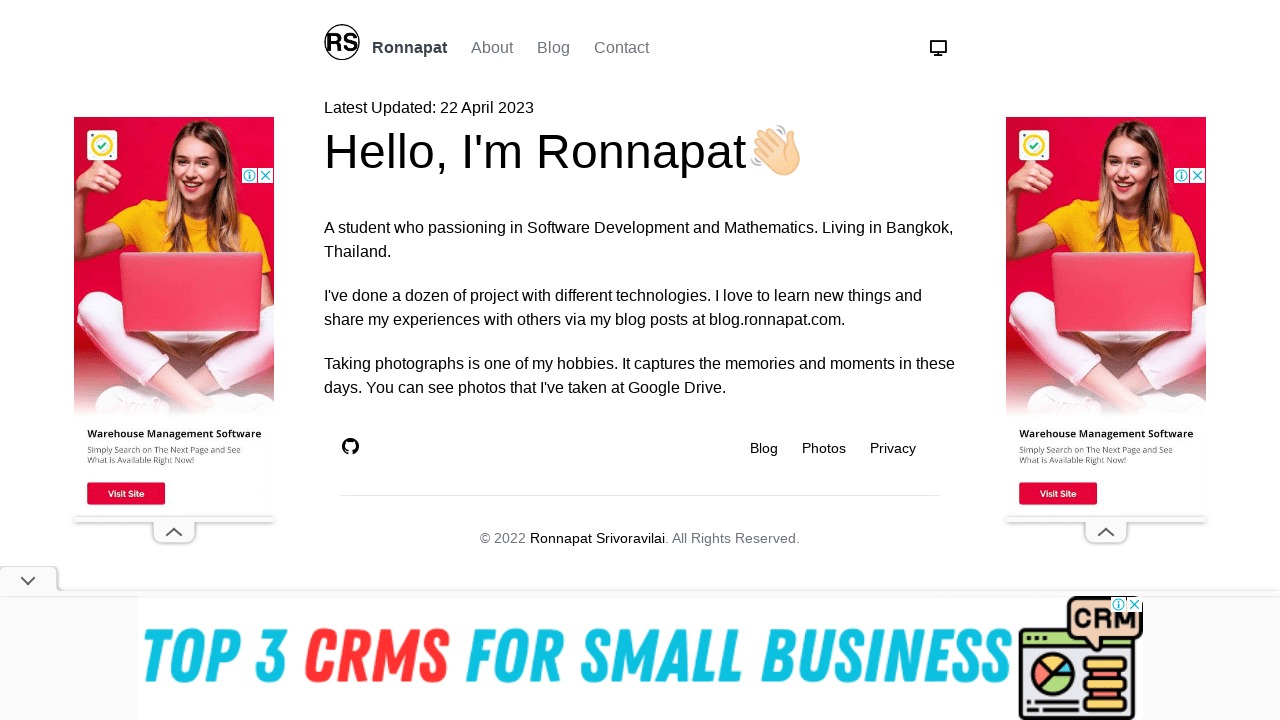 RS
Ronnapat About Blog Contact
Latest Updated: 22 April 2023
Hello, I'm Ronnapat
A student who passioning in Software Development and Mathematics. Living in Bangkok,
Thailand.
I've done a dozen of project with different technologies. I love to learn new things and
share my experiences with others via my blog posts at blog.ronnapat.com.
Taking photographs is one of my hobbies. It captures the memories and moments in these
days. You can see photos that I've taken at Google Drive.
Blog Photos Privacy
© 2022 Ronnapat Srivoravilai. All Rights Reserved.
Warehouse Management Software
Simply Search on The Next Page and See
What is Available Right Now!
Visit Site
Warehouse Management Software
Simply Search on The Next Page and See
What is Available Right Now!
Visit Site
TOP 3 CRMS FOR SMALL BUSINESS
CRM